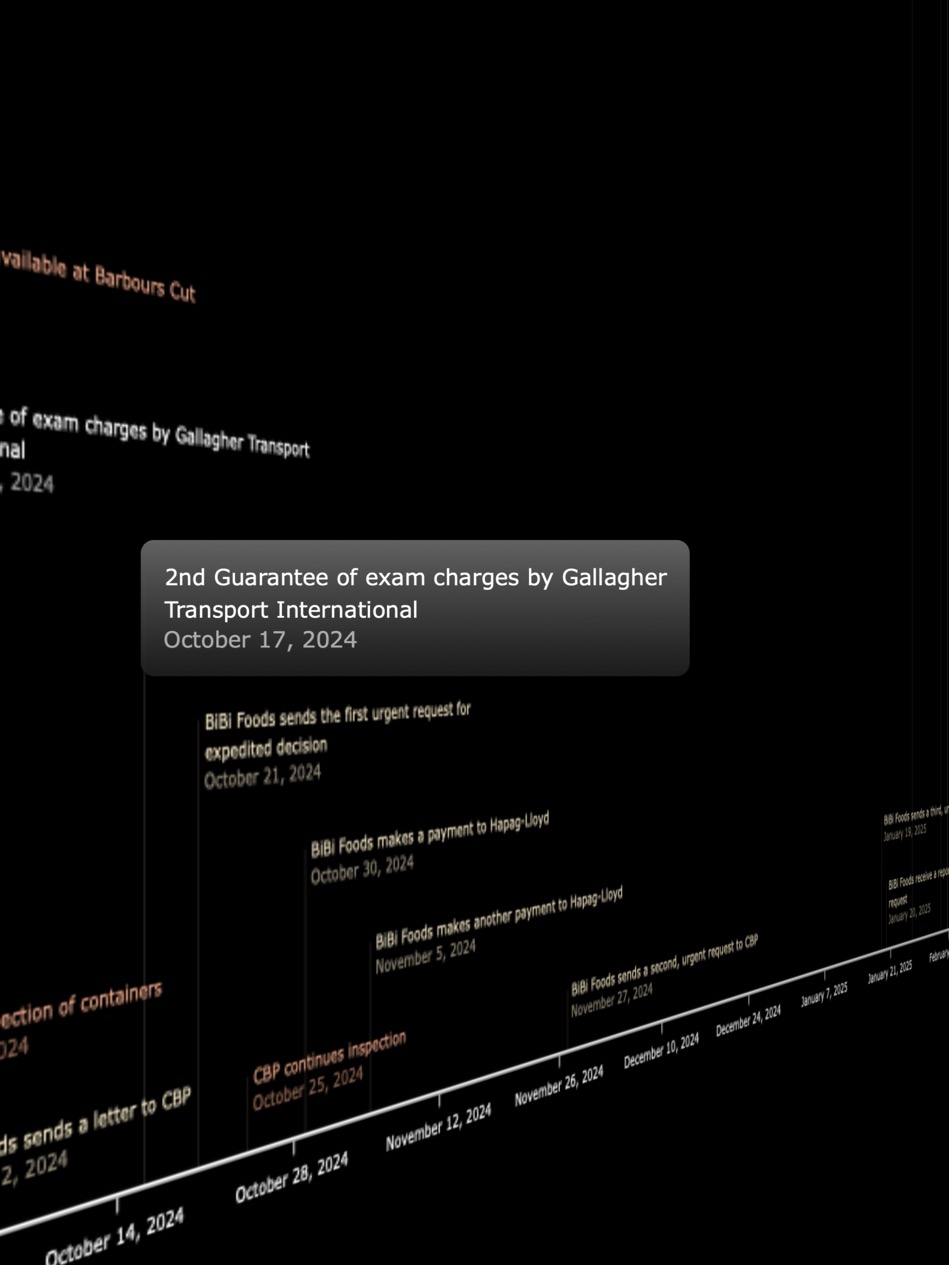 vailable at Barbours Cut
of exam charges by Gallagher Transport
nal
, 2024
2nd Guarantee of exam charges by Gallagher
Transport International
October 17, 2024
BiBi Foods sends the first urgent request for
expedited decision
October 21, 2024
BiBi Foods makes a payment to Hapag-Lloyd
October 30, 2024
BiBi Foods sends a third, ur
January 19, 2025
BiBi Foods receive a repo
request
January 20, 2025
BiBi Foods makes another payment to Hapag-Lloyd
November 5, 2024
BiBi Foods sends a second, urgent request to CBP
November 27, 2024
ection of containers
024
CBP continues inspection
October 25, 2024
ds sends a letter to CBP
2, 2024
October 14, 2024
October 28, 2024
November 12, 2024
November 26, 2024
December 10, 2024
December 24, 2024
January 7, 2025
January 21, 2025
Februar